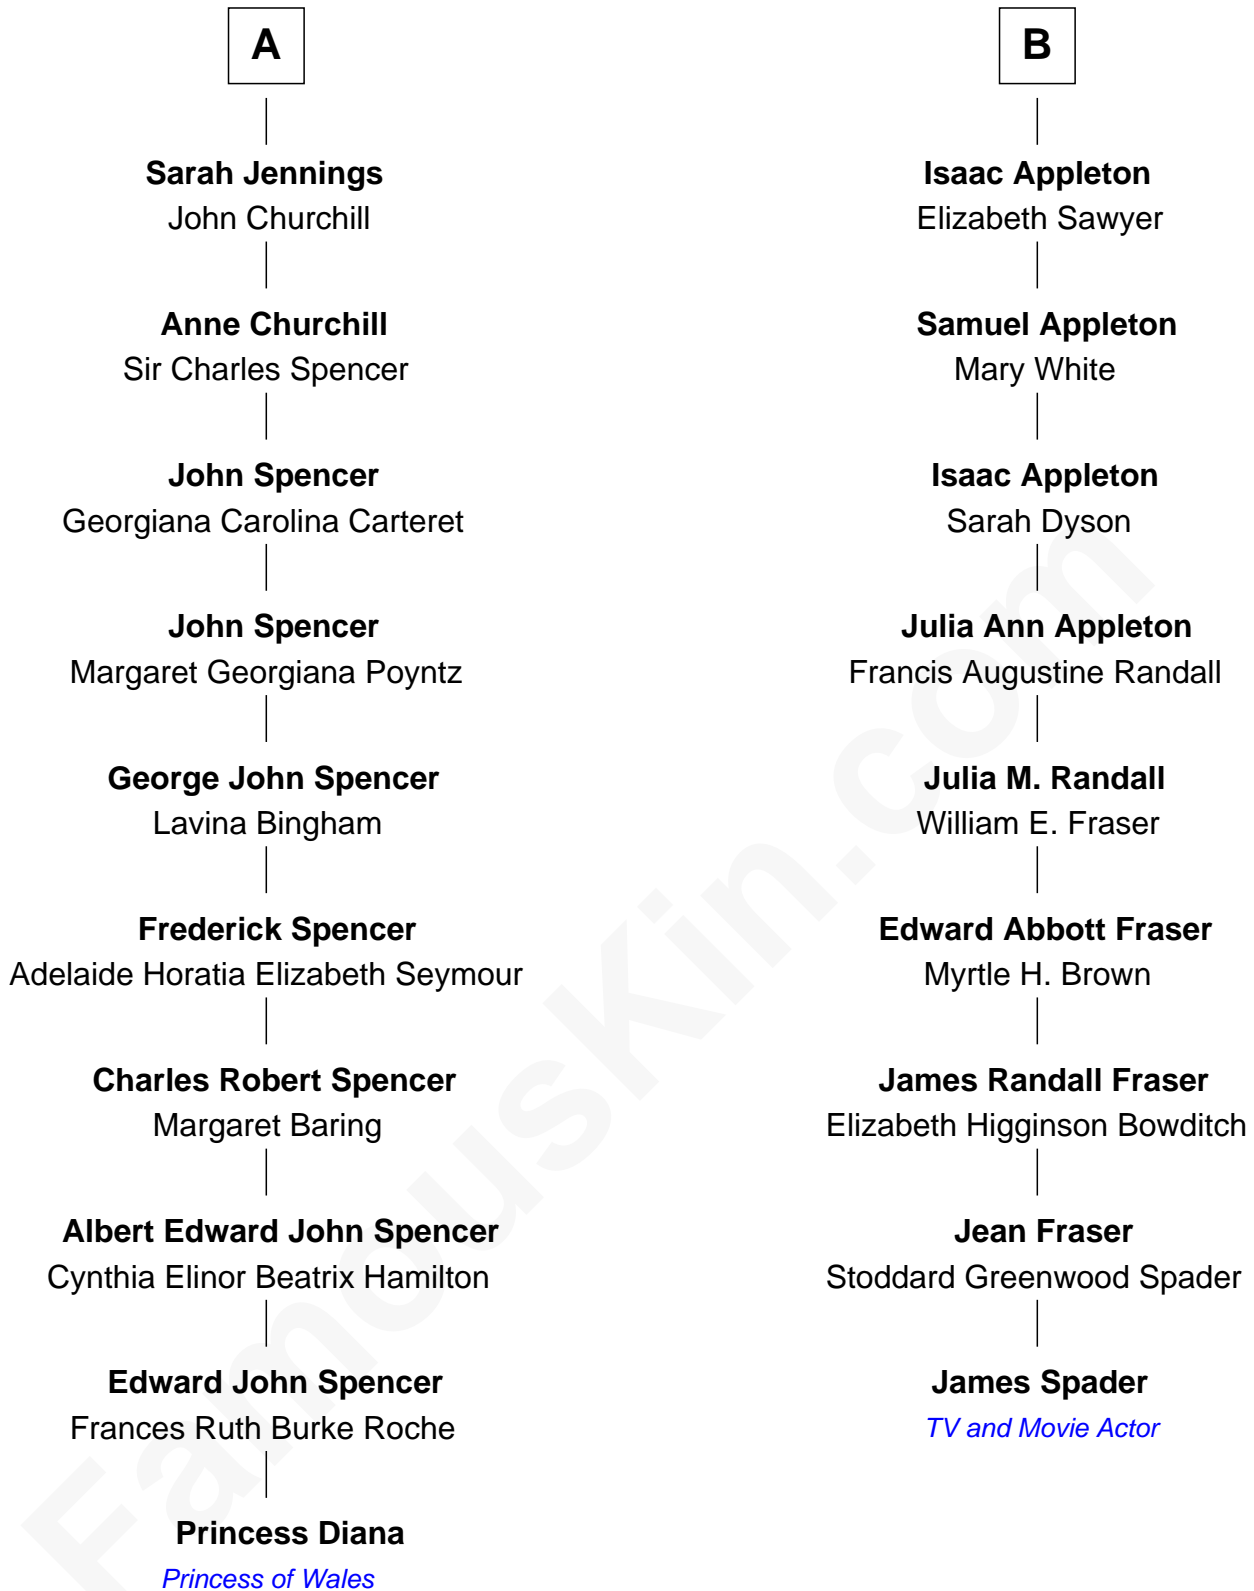 A
Sarah Jennings
John Churchill
Anne Churchill
Sir Charles Spencer
John Spencer
Georgiana Carolina Carteret
John Spencer
Margaret Georgiana Poyntz
George John Spencer
Lavina Bingham
Frederick Spencer
Adelaide Horatia Elizabeth Seymour
Charles Robert Spencer
Margaret Baring
Albert Edward John Spencer
Cynthia Elinor Beatrix Hamilton
Edward John Spencer
Frances Ruth Burke Roche
Princess Diana
Princess of Wales
B
Isaac Appleton
Elizabeth Sawyer
Samuel Appleton
Mary White
Isaac Appleton
Sarah Dyson
Julia Ann Appleton
Francis Augustine Randall
Julia M. Randall
William E. Fraser
Edward Abbott Fraser
Myrtle H. Brown
James Randall Fraser
Elizabeth Higginson Bowditch
Jean Fraser
Stoddard Greenwood Spader
James Spader
TV and Movie Actor
FamousKin.com